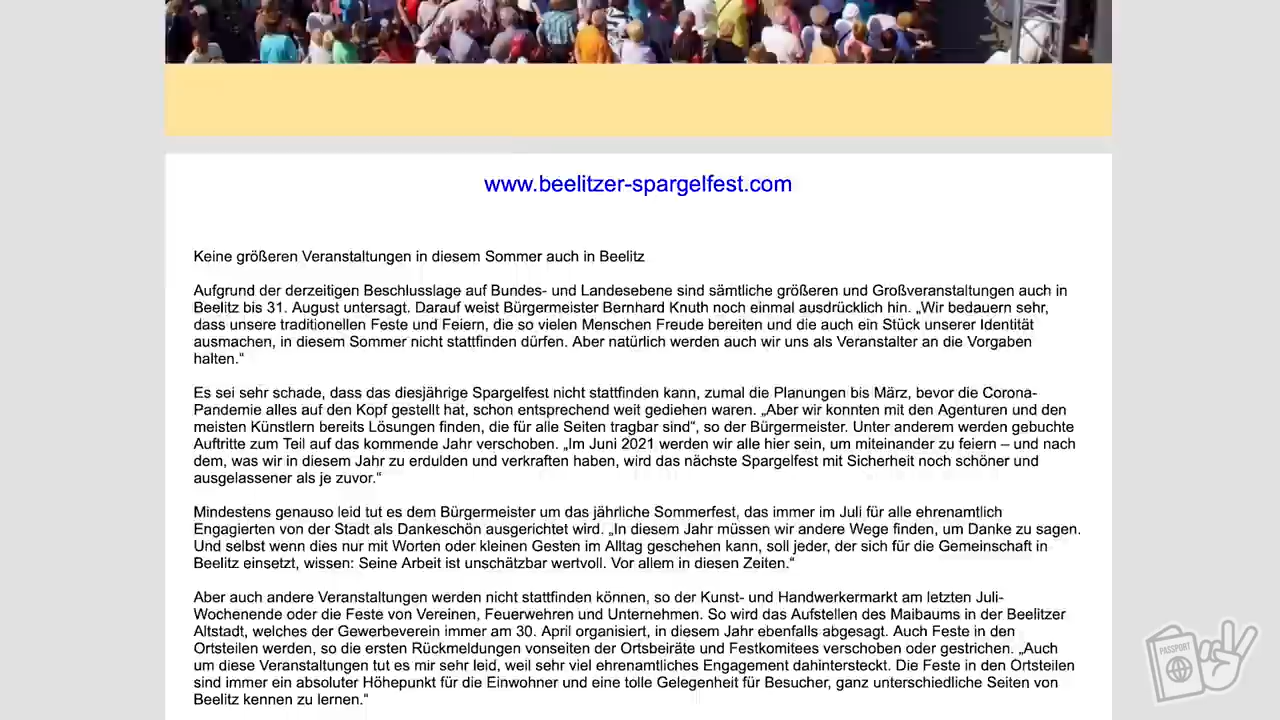 www.beelitzer-spargelfest.com
Keine größeren Veranstaltungen in diesem Sommer auch in Beelitz
Aufgrund der derzeitigen Beschlusslage auf Bundes- und Landesebene sind sämtliche größeren und Großveranstaltungen auch in
Beelitz bis 31. August untersagt. Darauf weist Bürgermeister Bernhard Knuth noch einmal ausdrücklich hin. „Wir bedauern sehr,
dass unsere traditionellen Feste und Feiern, die so vielen Menschen Freude bereiten und die auch ein Stück unserer Identität
ausmachen, in diesem Sommer nicht stattfinden dürfen. Aber natürlich werden auch wir uns als Veranstalter an die Vorgaben
halten.“
Es sei sehr schade, dass das diesjährige Spargelfest nicht stattfinden kann, zumal die Planungen bis März, bevor die Corona-
Pandemie alles auf den Kopf gestellt hat, schon entsprechend weit gediehen waren. „Aber wir konnten mit den Agenturen und den
meisten Künstlern bereits Lösungen finden, die für alle Seiten tragbar sind“, so der Bürgermeister. Unter anderem werden gebuchte
Auftritte zum Teil auf das kommende Jahr verschoben. „Im Juni 2021 werden wir alle hier sein, um miteinander zu feiern – und nach
dem, was wir in diesem Jahr zu erdulden und verkraften haben, wird das nächste Spargelfest mit Sicherheit noch schöner und
ausgelassener als je zuvor.“
Mindestens genauso leid tut es dem Bürgermeister um das jährliche Sommerfest, das immer im Juli für alle ehrenamtlich
Engagierten von der Stadt als Dankeschön ausgerichtet wird. „In diesem Jahr müssen wir andere Wege finden, um Danke zu sagen.
Und selbst wenn dies nur mit Worten oder kleinen Gesten im Alltag geschehen kann, soll jeder, der sich für die Gemeinschaft in
Beelitz einsetzt, wissen: Seine Arbeit ist unschätzbar wertvoll. Vor allem in diesen Zeiten.“
Aber auch andere Veranstaltungen werden nicht stattfinden können, so der Kunst- und Handwerkermarkt am letzten Juli-
Wochenende oder die Feste von Vereinen, Feuerwehren und Unternehmen. So wird das Aufstellen des Maibaums in der Beelitzer
Altstadt, welches der Gewerbeverein immer am 30. April organisiert, in diesem Jahr ebenfalls abgesagt. Auch Feste in den
Ortsteilen werden, so die ersten Rückmeldungen vonseiten der Ortsbeiräte und Festkomitees verschoben oder gestrichen. „Auch
um diese Veranstaltungen tut es mir sehr leid, weil sehr viel ehrenamtliches Engagement dahintersteckt. Die Feste in den Ortsteilen
sind immer ein absoluter Höhepunkt für die Einwohner und eine tolle Gelegenheit für Besucher, ganz unterschiedliche Seiten von
Beelitz kennen zu lernen.“
PASSPORT